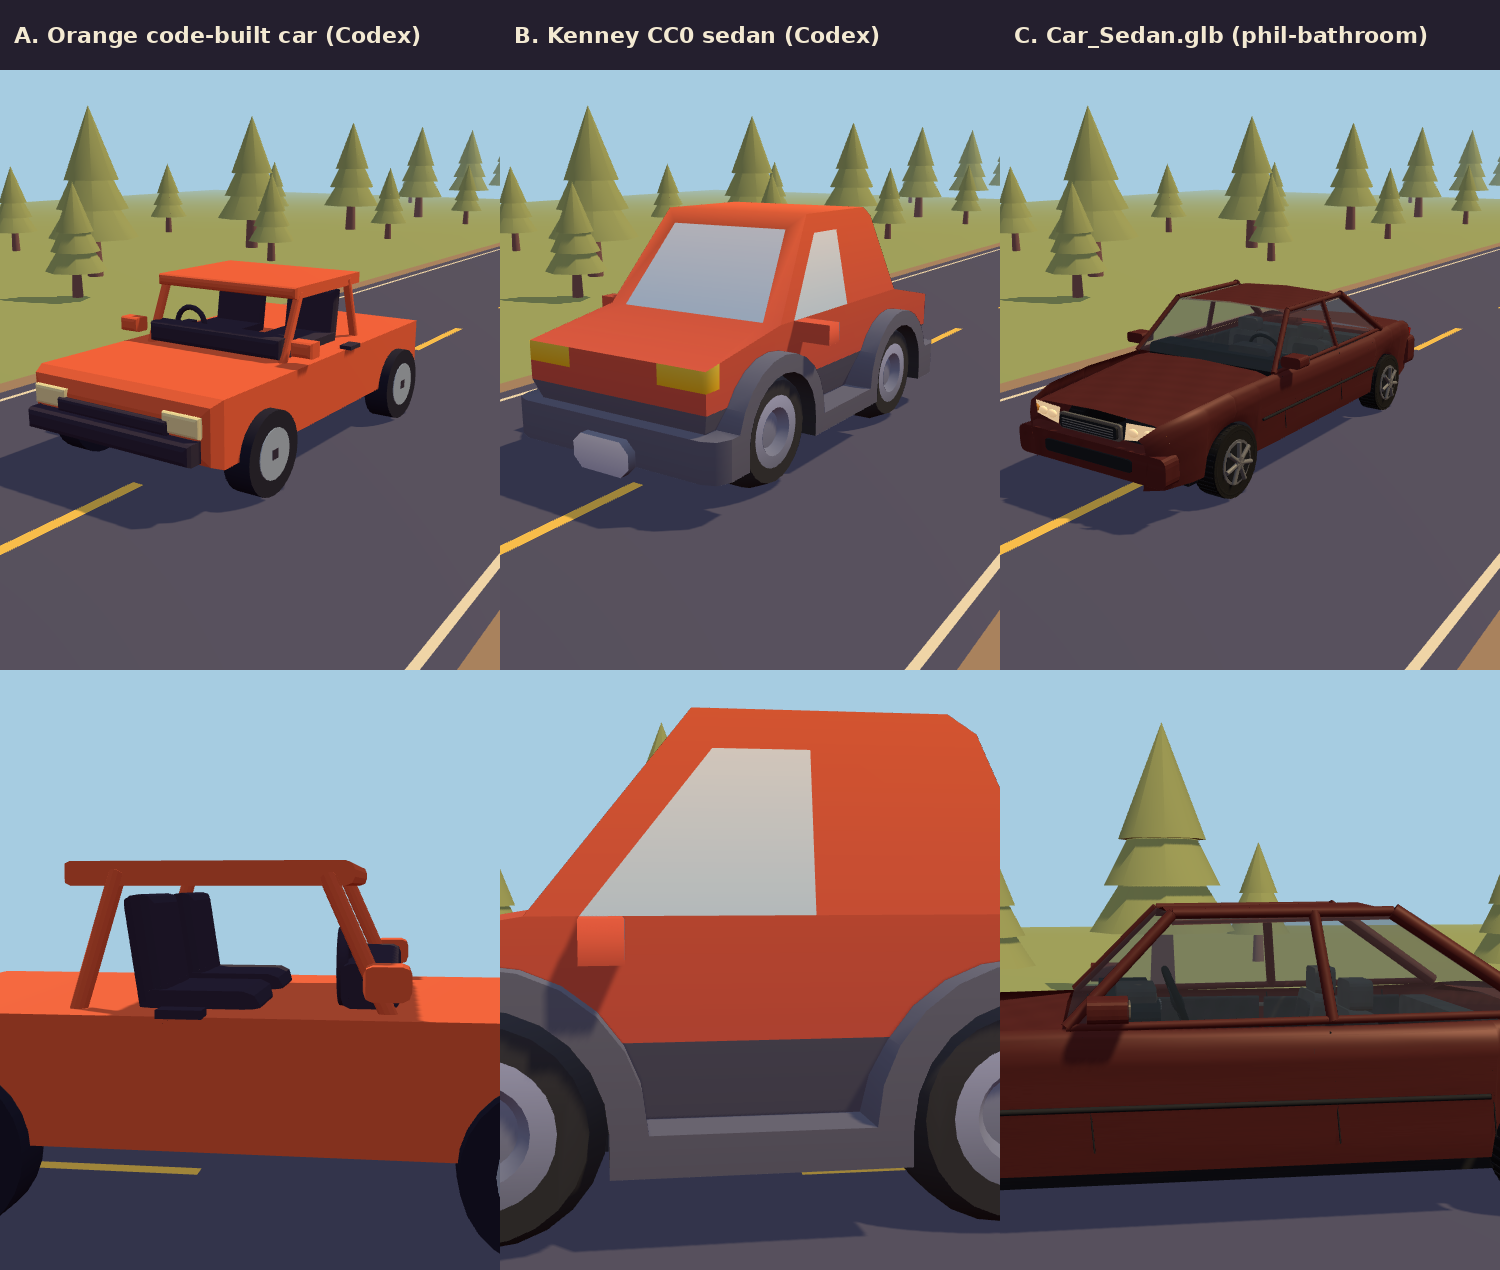 A. Orange code-built car (Codex)
B. Kenney CC0 sedan (Codex)
C. Car_Sedan.glb (phil-bathroom)